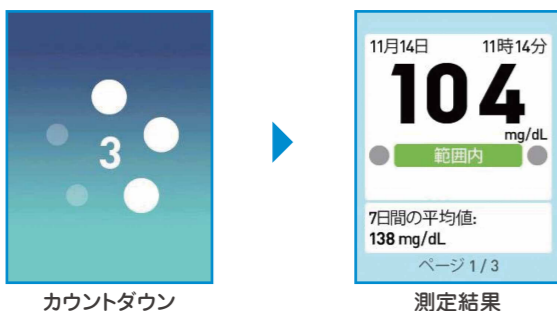 3
カウントダウン
11月14日 11時14分
104
mg/dL
範囲内
7日間の平均値:
138 mg/dL
ページ 1 / 3
測定結果